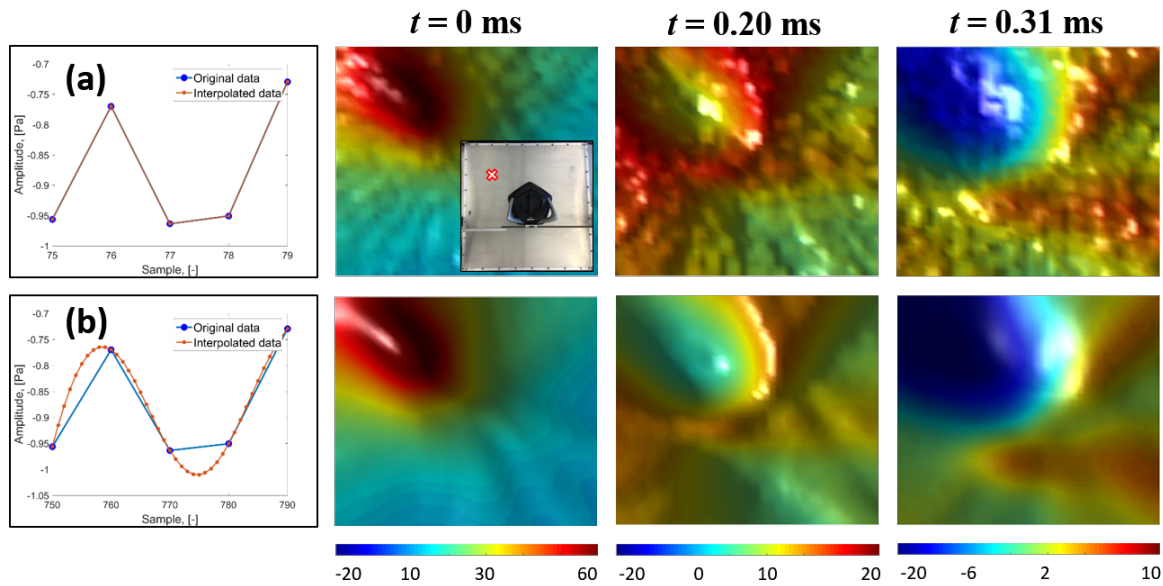 t = 0 ms
t = 0.20 ms
t = 0.31 ms
(a)
Original data
Interpolated data
-0.7
-0.75
-0.8
-0.85
-0.9
-0.95
-1
Amplitude, [Pa]
75 76 77 78 79
Sample, [-]
(b)
Original data
Interpolated data
-0.7
-0.75
-0.8
-0.85
-0.9
-0.95
-1
-1.05
Amplitude, [Pa]
750 760 770 780 790
Sample, [-]
-20 10 30 60
-20 0 10 20
-20 -6 2 10